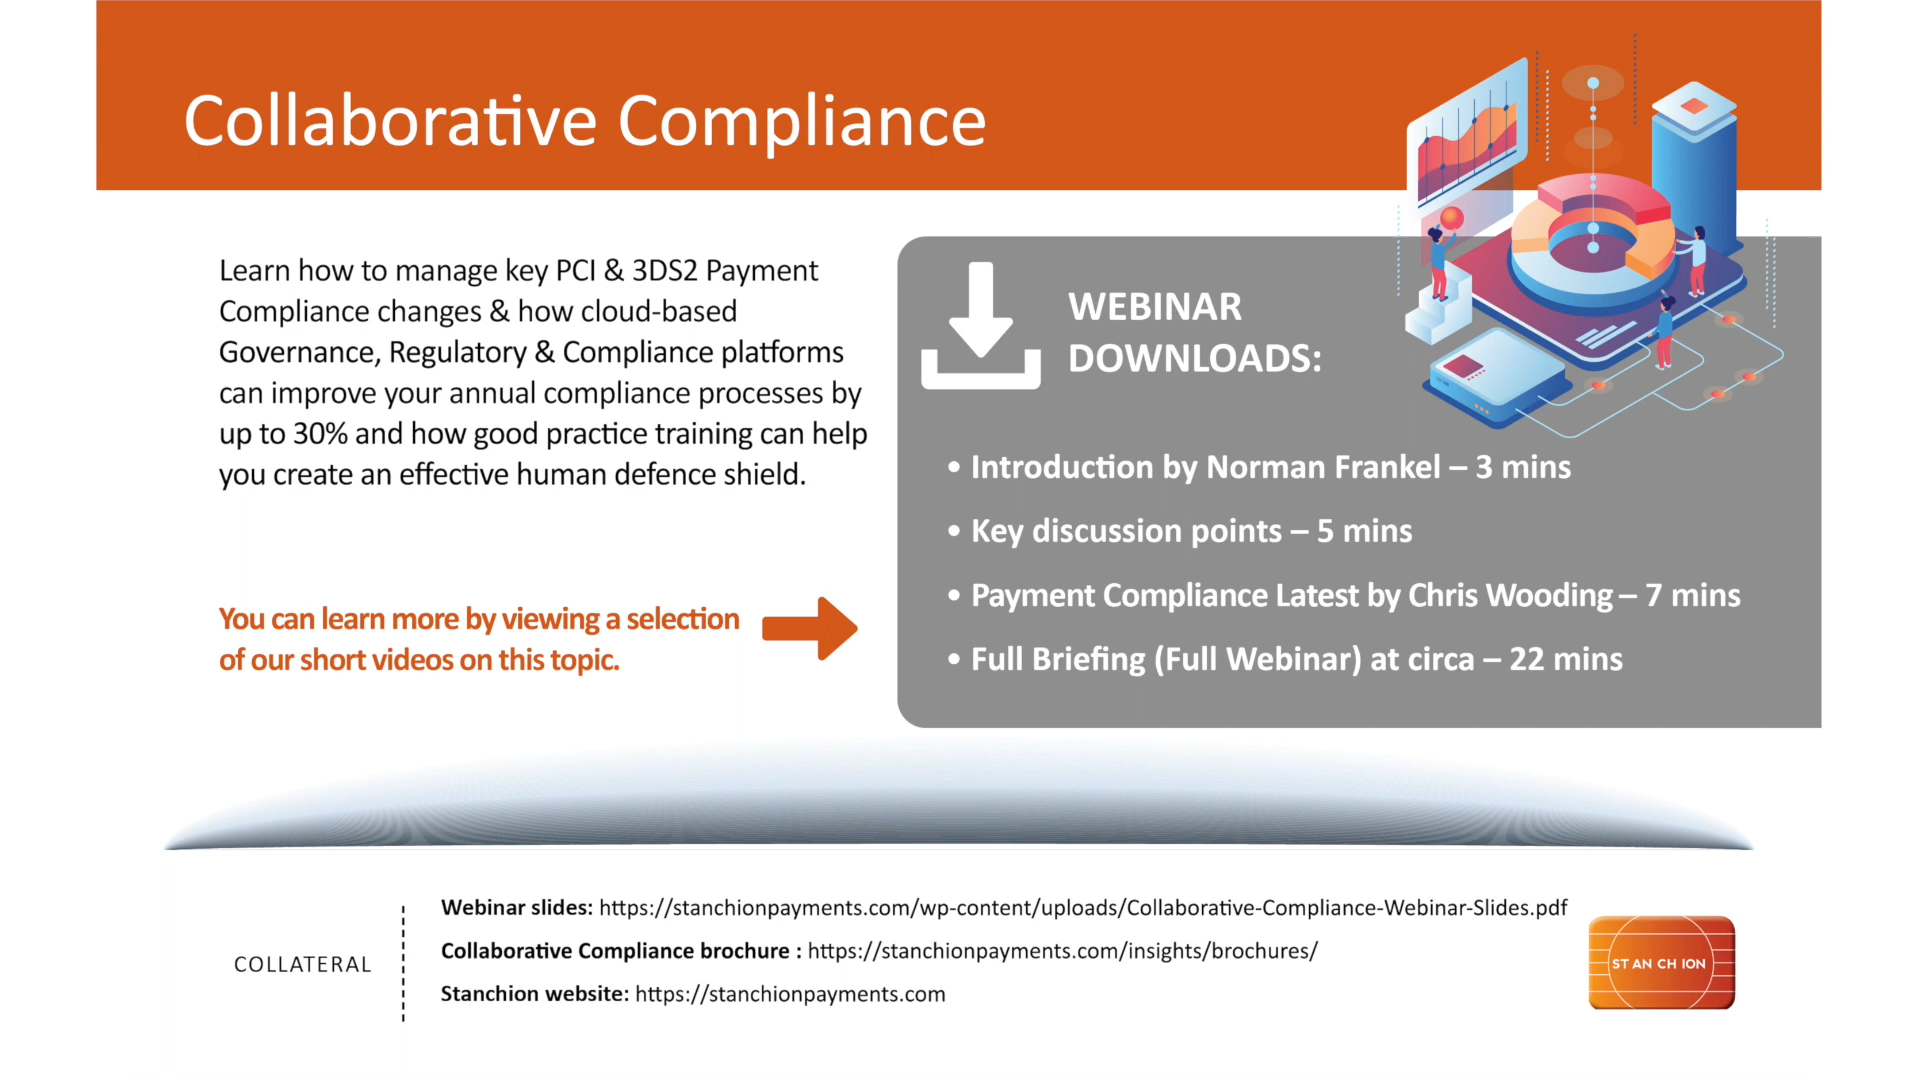 Collaborative Compliance
Learn how to manage key PCI & 3DS2 Payment
Compliance changes & how cloud-based
Governance, Regulatory & Compliance platforms
can improve your annual compliance processes by
up to 30% and how good practice training can help
you create an effective human defence shield.
You can learn more by viewing a selection
of our short videos on this topic.
WEBINAR
DOWNLOADS:
• Introduction by Norman Frankel – 3 mins
• Key discussion points – 5 mins
• Payment Compliance Latest by Chris Wooding – 7 mins
• Full Briefing (Full Webinar) at circa – 22 mins
COLLATERAL
Webinar slides: https://stanchionpayments.com/wp-content/uploads/Collaborative-Compliance-Webinar-Slides.pdf
Collaborative Compliance brochure : https://stanchionpayments.com/insights/brochures/
Stanchion website: https://stanchionpayments.com
STANCHION